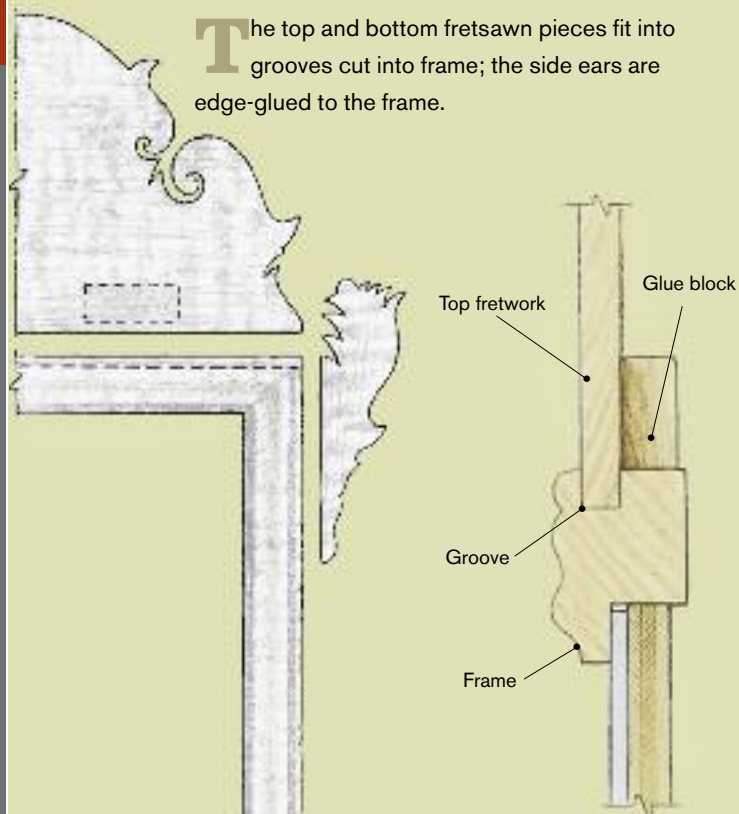 The top and bottom fretsawn pieces fit into
grooves cut into frame; the side ears are
edge-glued to the frame.
Glue block
Top fretwork
Groove
Frame